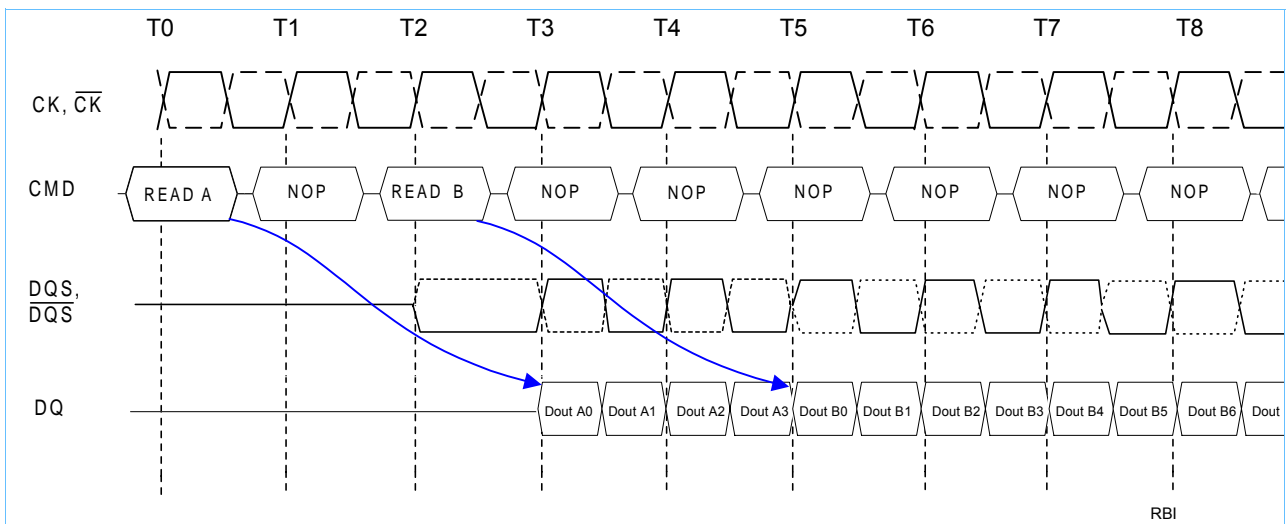 T0 T1 T2 T3 T4 T5 T6 T7 T8
CK, CK
CMD READ A NOP READ B NOP NOP NOP NOP NOP NOP
DQS,
DQS
DQ Dout A0 Dout A1 Dout A2 Dout A3 Dout B0 Dout B1 Dout B2 Dout B3 Dout B4 Dout B5 Dout B6 Dout
RBI